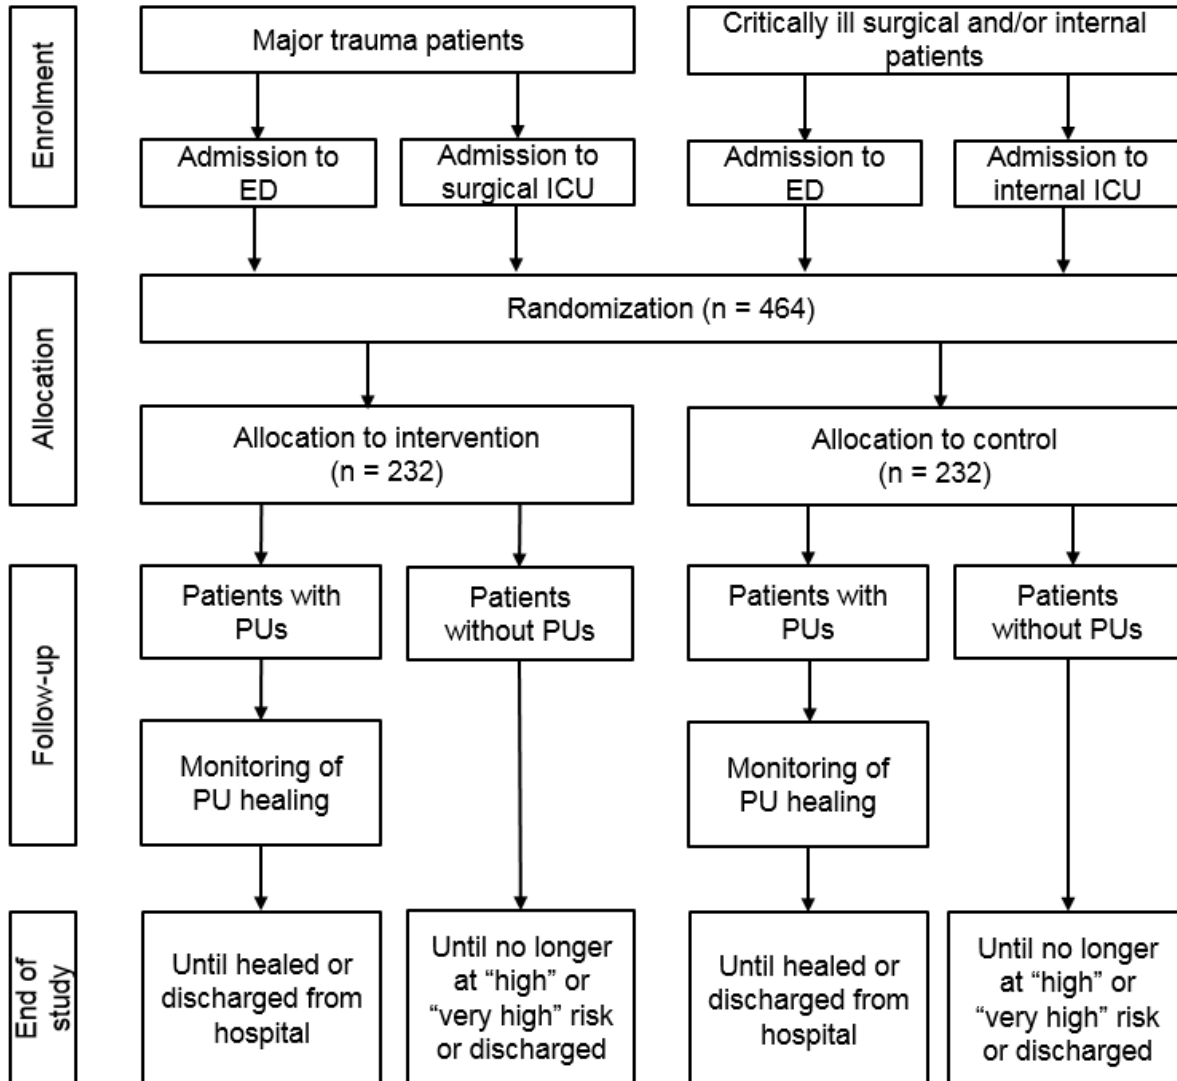 Enrolment
Major trauma patients
Critically ill surgical and/or internal
patients
Admission to
ED
Admission to
surgical ICU
Admission to
ED
Admission to
internal ICU
Allocation
Randomization (n = 464)
Allocation to intervention
(n = 232)
Allocation to control
(n = 232)
Follow-up
Patients with
PUs
Patients
without PUs
Patients with
PUs
Patients
without PUs
Monitoring of
PU healing
Monitoring of
PU healing
End of
study
Until healed or
discharged from
hospital
Until no longer
at “high” or
“very high” risk
or discharged
Until healed or
discharged from
hospital
Until no longer
at “high” or
“very high” risk
or discharged